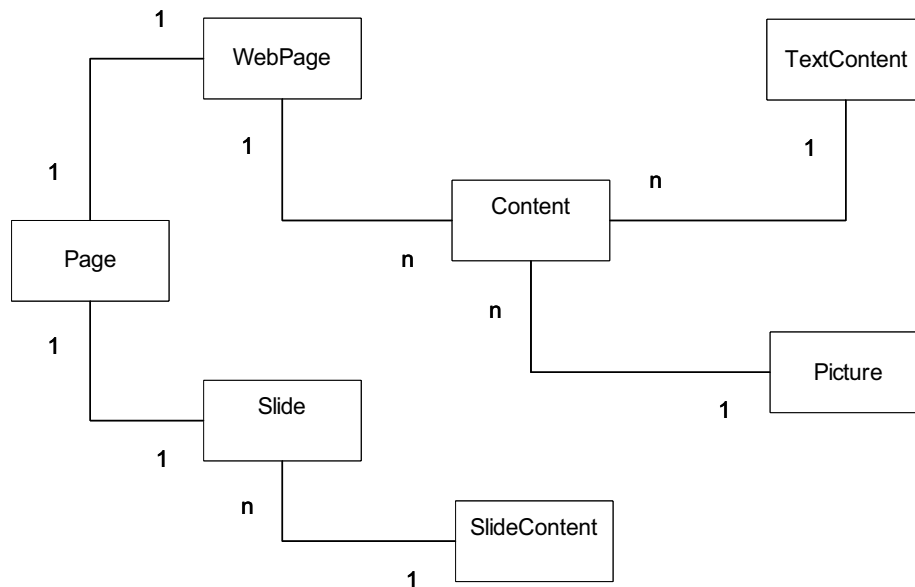 1
WebPage
TextContent
1
1
1
n
Content
Page
n
n
1
Picture
Slide
1
1
n
SlideContent
1